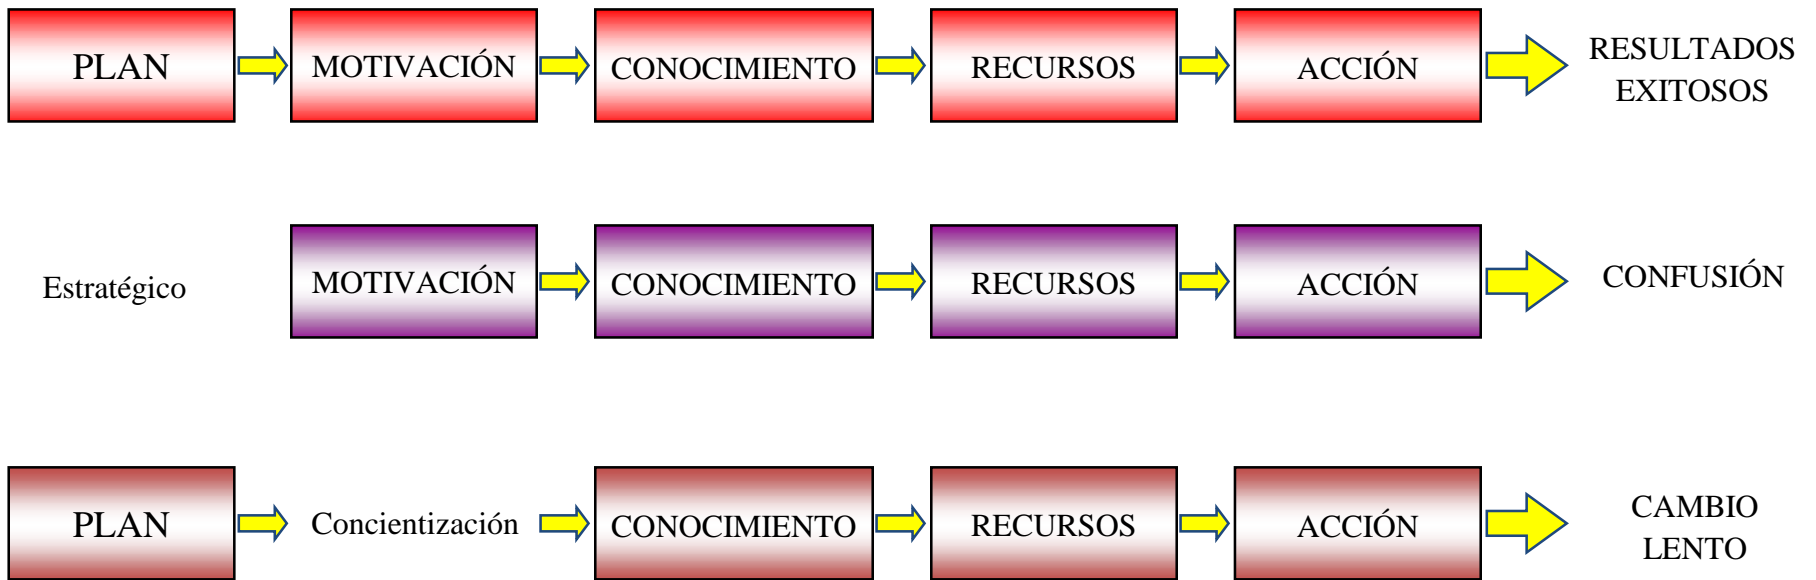 PLAN MOTIVACIÓN CONOCIMIENTO RECURSOS ACCIÓN RESULTADOS
EXITOSOS
Estratégico MOTIVACIÓN CONOCIMIENTO RECURSOS ACCIÓN CONFUSIÓN
PLAN Concientización CONOCIMIENTO RECURSOS ACCIÓN CAMBIO
LENTO